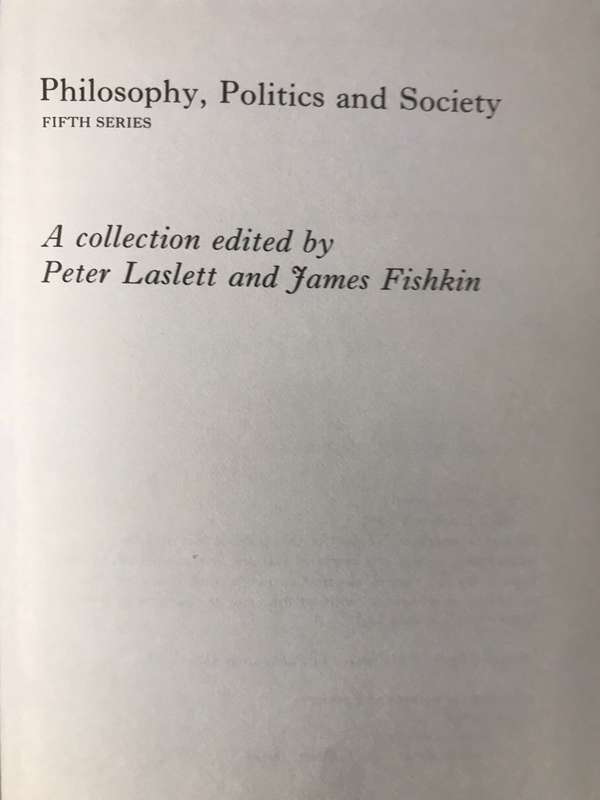 Philosophy, Politics and Society
FIFTH SERIES
A collection edited by
Peter Laslett and James Fishkin